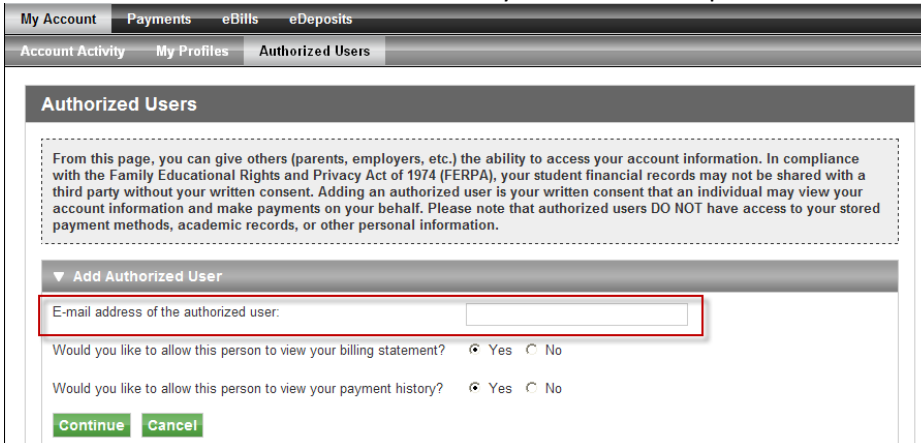 My Account Payments eBills eDeposits
Account Activity My Profiles Authorized Users
Authorized Users
From this page, you can give others (parents, employers, etc.) the ability to access your account information. In compliance
with the Family Educational Rights and Privacy Act of 1974 (FERPA), your student financial records may not be shared with a
third party without your written consent. Adding an authorized user is your written consent that an individual may view your
account information and make payments on your behalf. Please note that authorized users DO NOT have access to your stored
payment methods, academic records, or other personal information.
Add Authorized User
E-mail address of the authorized user:
Would you like to allow this person to view your billing statement? Yes No
Would you like to allow this person to view your payment history? Yes No
Continue Cancel